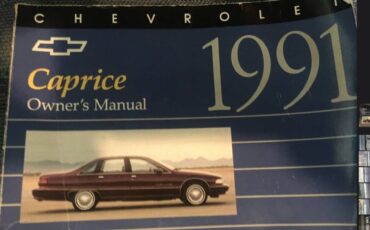 CHEVROLET
1991
Caprice
Owner's Manual